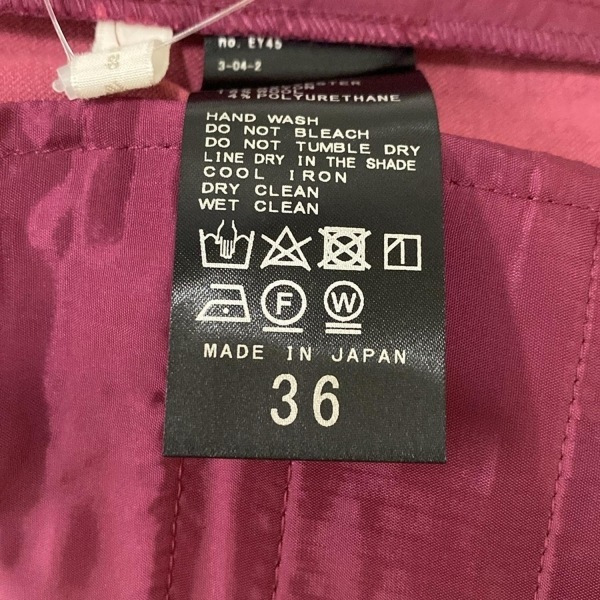 no. EY45
3-04-2
4% POLYURETHANE
HAND WASH
DO NOT BLEACH
DO NOT TUMBLE DRY
LINE DRY IN THE SHADE
COOL IRON
DRY CLEAN
WET CLEAN
F
W
MADE IN JAPAN
36